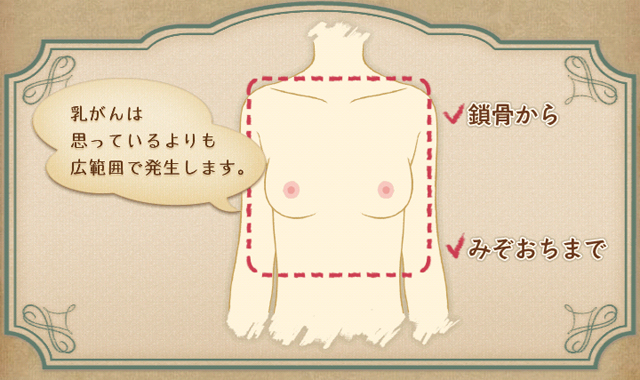 乳がんは
思っているよりも
広範囲で発生します。
鎖骨から
みぞおちまで